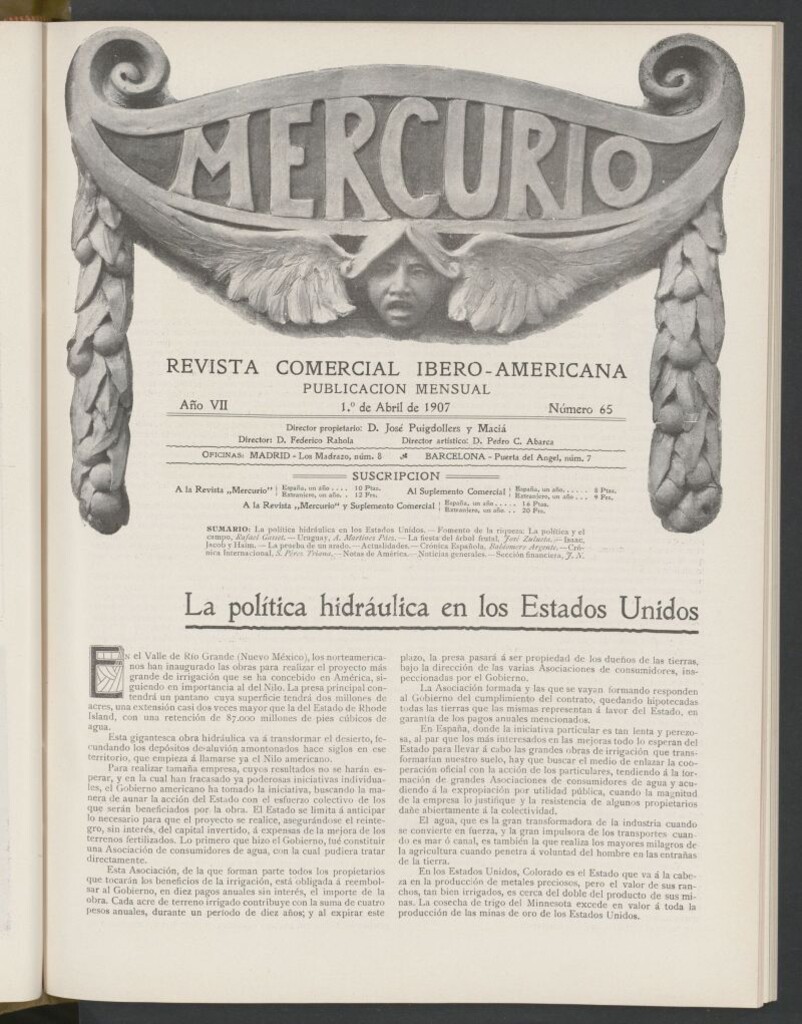 MERCURIO
REVISTA COMERCIAL IBERO-AMERICANA
PUBLICACION MENSUAL
Año VII 1.º de Abril de 1907 Número 65
Director propietario: D. José Puigdollers y Maciá
Director: D. Federico Rahola Director artístico: D. Pedro C. Abarca
OFICINAS: MADRID - Los Madrazo, núm. 8 BARCELONA - Puerta del Angel, núm. 7
SUSCRIPCION
A la Revista „Mercurio" España, un año.... 10 Ptas. Extranjero, un año.. 12 Frs. Al Suplemento Comercial España, un año..... 8 Ptas. Extranjero, un año... 9 Frs.
A la Revista „Mercurio" y Suplemento Comercial España, un año..... 16 Ptas. Extranjero, un año... 20 Frs.
SUMARIO: La política hidráulica en los Estados Unidos. — Fomento de la riqueza: La política y el
campo, Rafael Gasset. — Uruguay, A. Martínez Páes. — La fiesta del árbol frutal, José Zulueta. — Isaac,
Jacob y Haim. — La prueba de un arado. — Actualidades. — Crónica Española, Baldomero Argente. — Cró-
nica Internacional, S. Pérez Triana. — Notas de América. — Noticias generales. — Sección financiera, J. N.
La política hidráulica en los Estados Unidos
EN el Valle de Río Grande (Nuevo México), los norteamerica-
nos han inaugurado las obras para realizar el proyecto más
grande de irrigación que se ha concebido en América, si-
guiendo en importancia al del Nilo. La presa principal con-
tendrá un pantano cuya superficie tendrá dos millones de
acres, una extensión casi dos veces mayor que la del Estado de Rhode
Island, con una retención de 87.000 millones de pies cúbicos de
agua.
Esta gigantesca obra hidráulica va á transformar el desierto, fe-
cundando los depósitos de aluvión amontonados hace siglos en ese
territorio, que empieza á llamarse ya el Nilo americano.
Para realizar tamaña empresa, cuyos resultados no se harán es-
perar, y en la cual han fracasado ya poderosas iniciativas individua-
les, el Gobierno americano ha tomado la iniciativa, buscando la ma-
nera de aunar la acción del Estado con el esfuerzo colectivo de los
que serán beneficiados por la obra. El Estado se limita á anticipar
lo necesario para que el proyecto se realice, asegurándose el reinte-
gro, sin interés, del capital invertido, á expensas de la mejora de los
terrenos fertilizados. Lo primero que hizo el Gobierno, fué constituir
una Asociación de consumidores de agua, con la cual pudiera tratar
directamente.
Esta Asociación, de la que forman parte todos los propietarios
que tocarán los beneficios de la irrigación, está obligada á reembol-
sar al Gobierno, en diez pagos anuales sin interés, el importe de la
obra. Cada acre de terreno irrigado contribuye con la suma de cuatro
pesos anuales, durante un período de diez años; y al expirar este
plazo, la presa pasará á ser propiedad de los dueños de las tierras,
bajo la dirección de las varias Asociaciones de consumidores, ins-
peccionadas por el Gobierno.
La Asociación formada y las que se vayan formando responden
al Gobierno del cumplimiento del contrato, quedando hipotecadas
todas las tierras que las mismas representan á favor del Estado, en
garantía de los pagos anuales mencionados.
En España, donde la iniciativa particular es tan lenta y perezo-
sa, al par que los más interesados en las mejoras todo lo esperan del
Estado para llevar á cabo las grandes obras de irrigación que trans-
formarían nuestro suelo, hay que buscar el medio de enlazar la coo-
peración oficial con la acción de los particulares, tendiendo á la for-
mación de grandes Asociaciones de consumidores de agua y acu-
diendo á la expropiación por utilidad pública, cuando la magnitud
de la empresa lo justifique y la resistencia de algunos propietarios
dañe abiertamente á la colectividad.
El agua, que es la gran transformadora de la industria cuando
se convierte en fuerza, y la gran impulsora de los transportes cuan-
do es mar ó canal, es también la que realiza los mayores milagros de
la agricultura cuando penetra á voluntad del hombre en las entrañas
de la tierra.
En los Estados Unidos, Colorado es el Estado que va á la cabe-
za en la producción de metales preciosos, pero el valor de sus ran-
chos, tan bien irrigados, es cerca del doble del producto de sus mi-
nas. La cosecha de trigo del Minnesota excede en valor á toda la
producción de las minas de oro de los Estados Unidos.